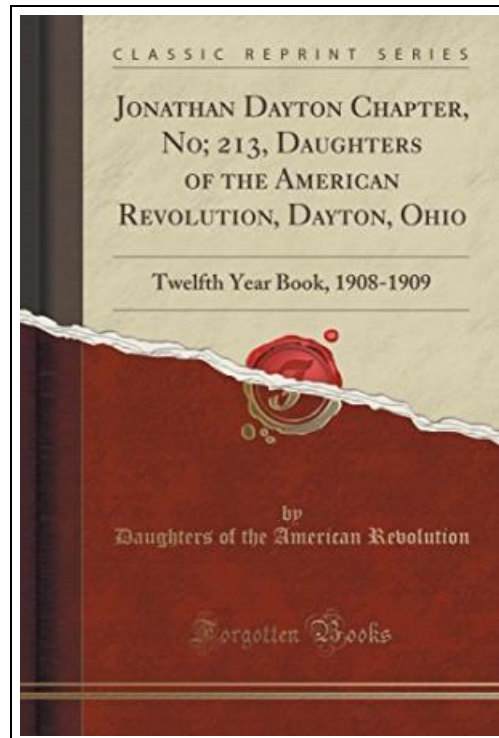 CLASSIC REPRINT SERIES
JONATHAN DAYTON CHAPTER,
NO; 213, DAUGHTERS
OF THE AMERICAN
REVOLUTION, DAYTON, OHIO
Twelfth Year Book, 1908-1909
F
by
Daughters of the American Revolution
Forgotten Books